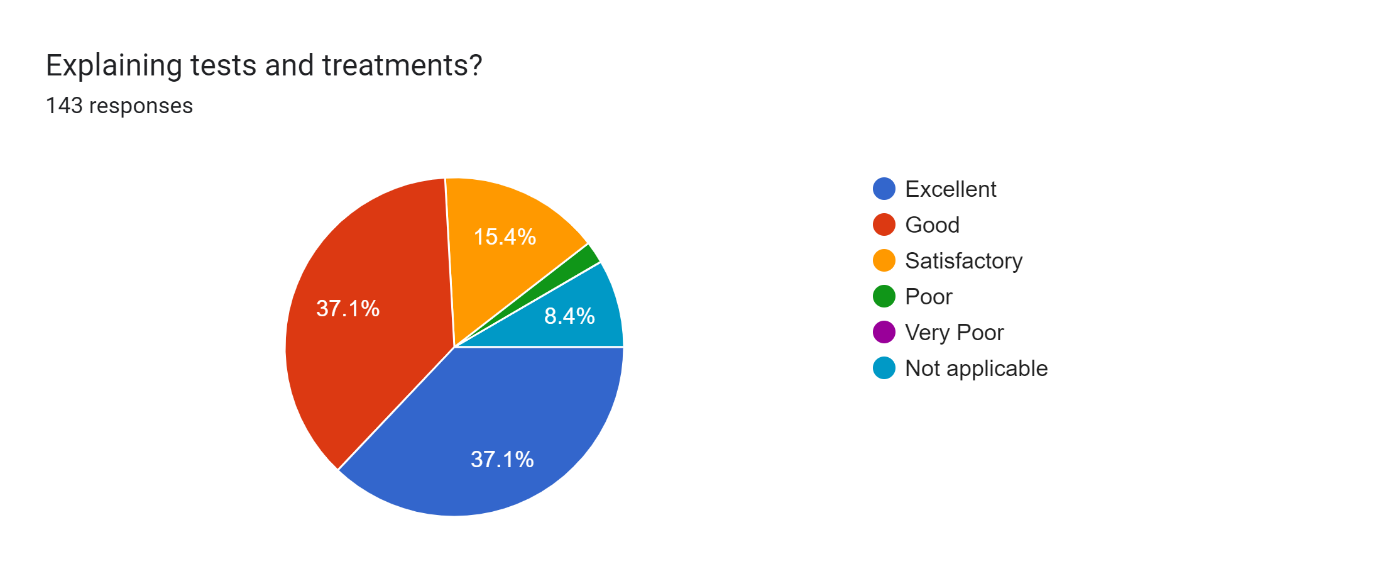 Explaining tests and treatments?
143 responses
15.4%
37.1%
8.4%
37.1%
Excellent
Good
Satisfactory
Poor
Very Poor
Not applicable